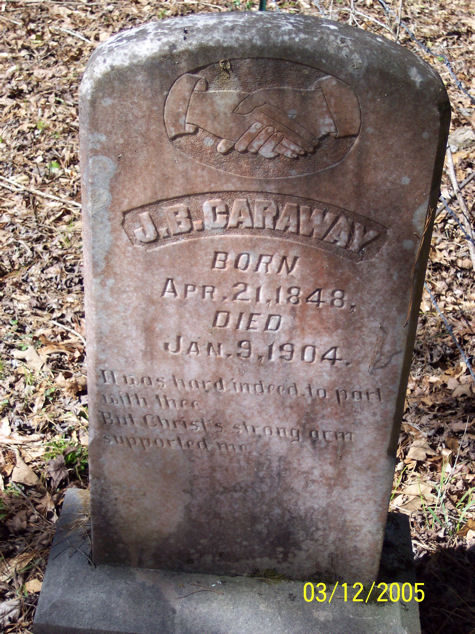 J.B.CARAWAY
BORN
APR.21,1848,
DIED
JAN.9,1904.
It was hard indeed to part
with thee
But Christ's strong arm
supported me
03/12/2005